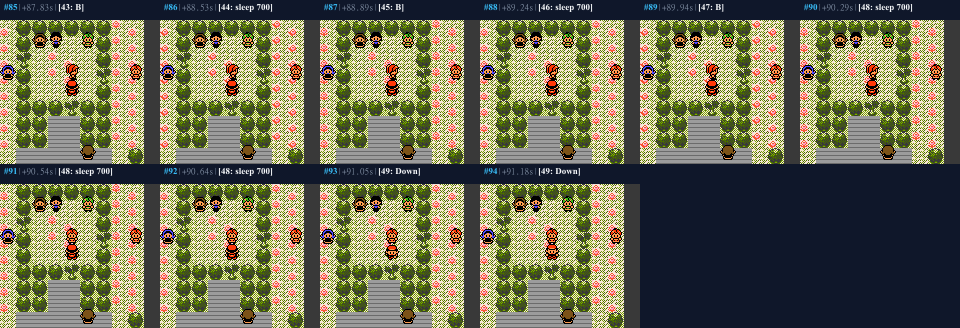 #85|+87.83s|[43: B]
#86|+88.53s|[44: sleep 700]
#87|+88.89s|[45: B]
#88|+89.24s|[46: sleep 700]
#89|+89.94s|[47: B]
#90|+90.29s|[48: sleep 700]
#91|+90.54s|[48: sleep 700]
#92|+90.64s|[48: sleep 700]
#93|+91.05s|[49: Down]
#94|+91.18s|[49: Down]